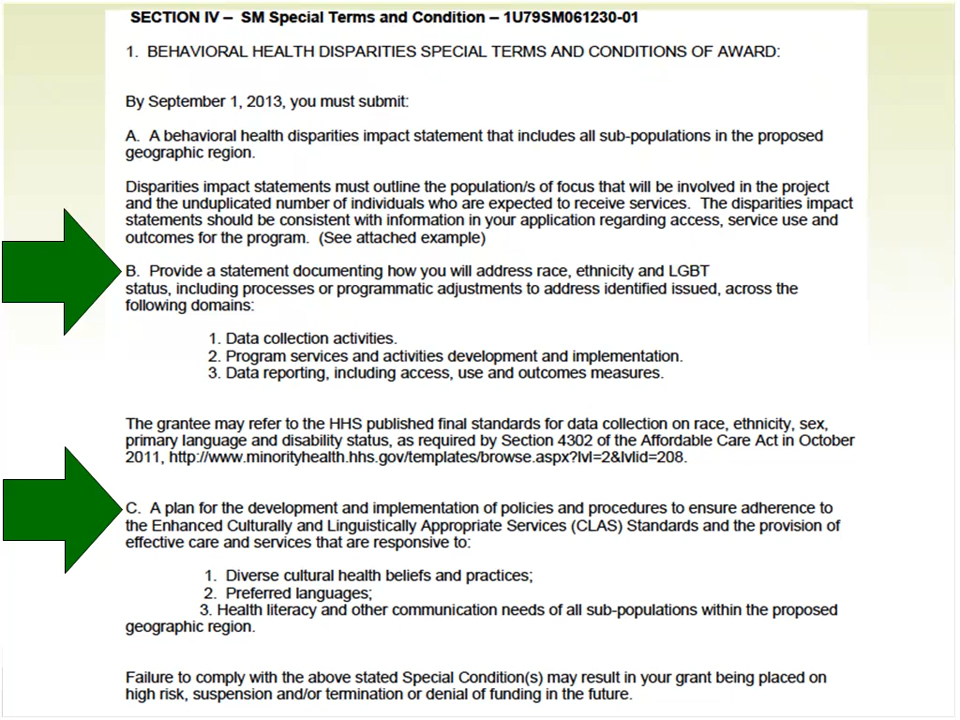 SECTION IV – SM Special Terms and Condition – 1U79SM061230-01
1. BEHAVIORAL HEALTH DISPARITIES SPECIAL TERMS AND CONDITIONS OF AWARD:
By September 1, 2013, you must submit:
A. A behavioral health disparities impact statement that includes all sub-populations in the proposed
geographic region.
Disparities impact statements must outline the population/s of focus that will be involved in the project
and the unduplicated number of individuals who are expected to receive services. The disparities impact
statements should be consistent with information in your application regarding access, service use and
outcomes for the program. (See attached example)
B. Provide a statement documenting how you will address race, ethnicity and LGBT
status, including processes or programmatic adjustments to address identified issued, across the
following domains:
1. Data collection activities.
2. Program services and activities development and implementation.
3. Data reporting, including access, use and outcomes measures.
The grantee may refer to the HHS published final standards for data collection on race, ethnicity, sex,
primary language and disability status, as required by Section 4302 of the Affordable Care Act in October
2011, http://www.minorityhealth.hhs.gov/templates/browse.aspx?lvl=2&lvlid=208.
C. A plan for the development and implementation of policies and procedures to ensure adherence to
the Enhanced Culturally and Linguistically Appropriate Services (CLAS) Standards and the provision of
effective care and services that are responsive to:
1. Diverse cultural health beliefs and practices;
2. Preferred languages;
3. Health literacy and other communication needs of all sub-populations within the proposed
geographic region.
Failure to comply with the above stated Special Condition(s) may result in your grant being placed on
high risk, suspension and/or termination or denial of funding in the future.